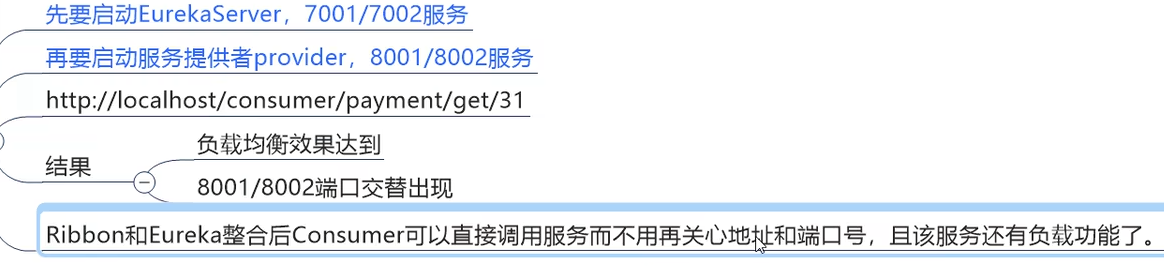 先要启动EurekaServer，7001/7002服务
再要启动服务提供者provider，8001/8002服务
http://localhost/consumer/payment/get/31
结果
负载均衡效果达到
8001/8002端口交替出现
Ribbon和Eureka整合后Consumer可以直接调用服务而不用再关心地址和端口号，且该服务还有负载功能了。